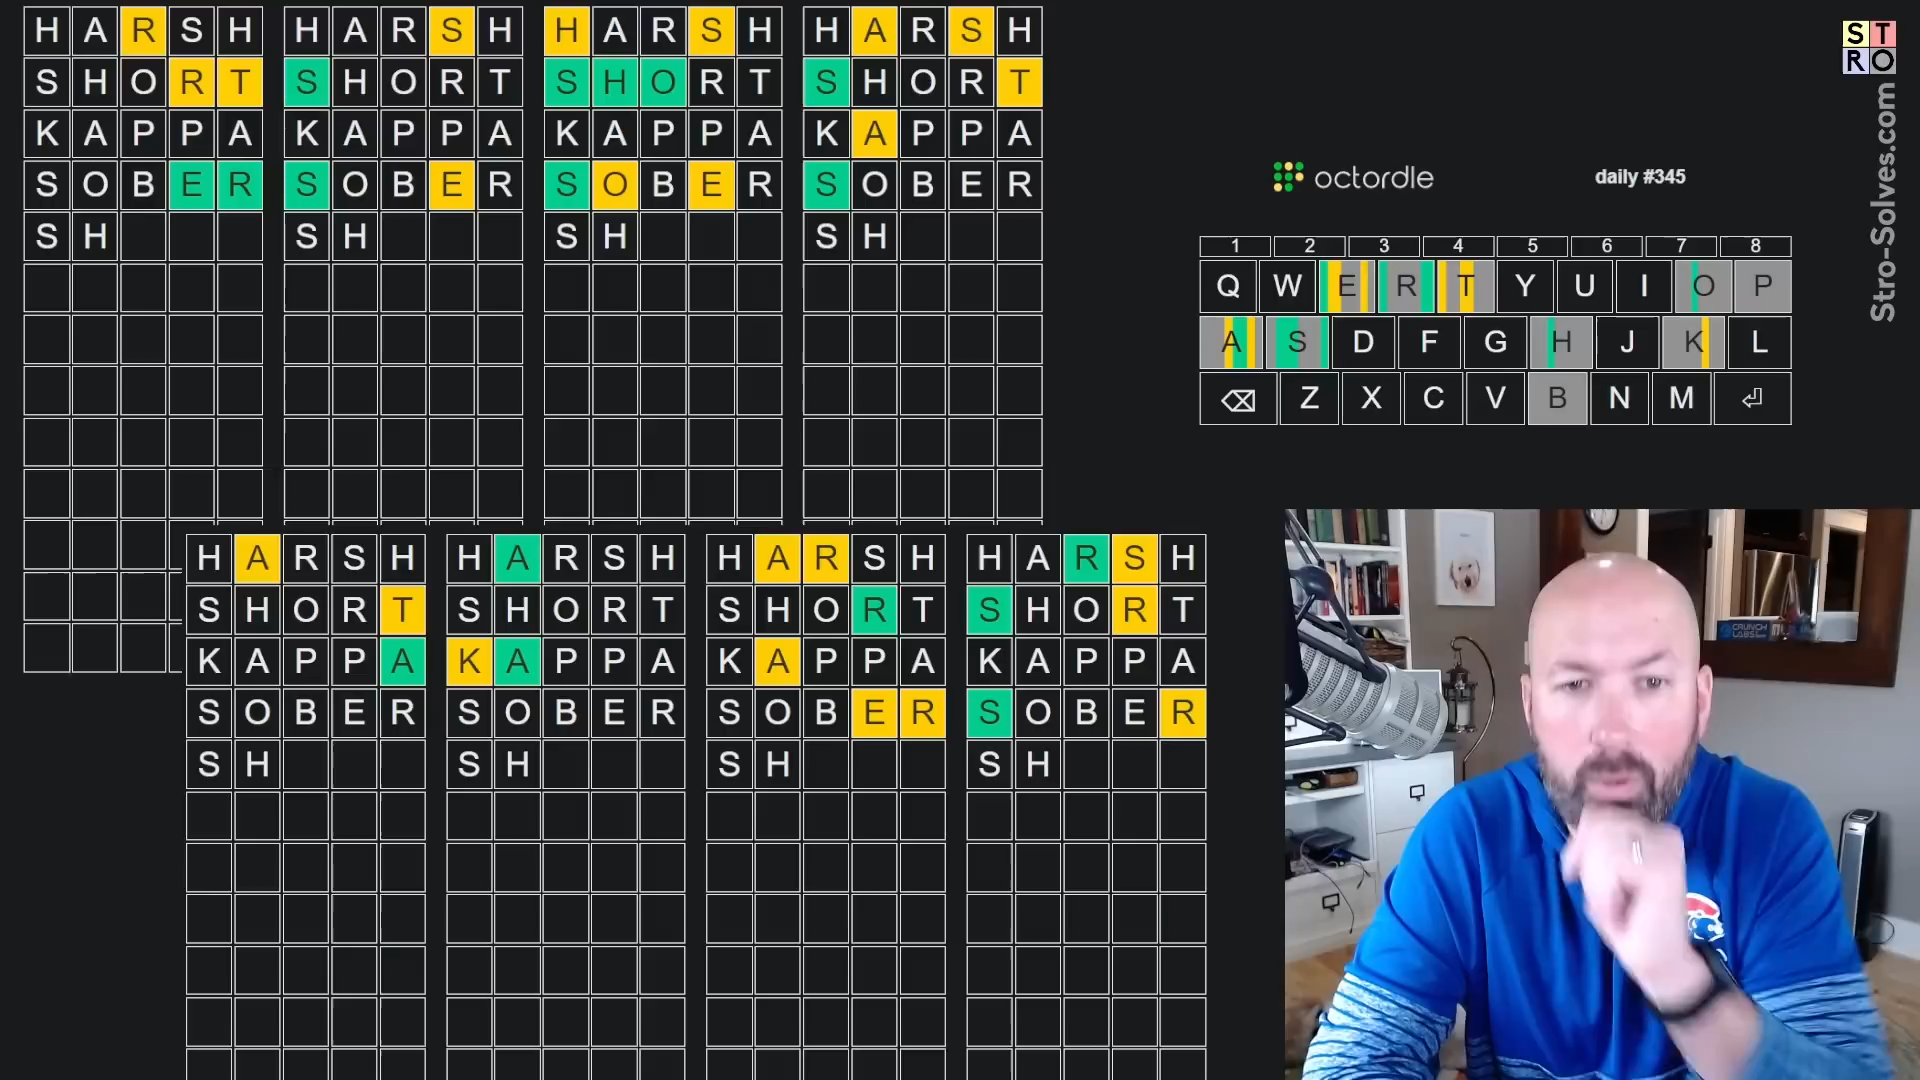 HARSH HARSH HARSH HARSH
SHORT SHORT SHORT SHORT
KAPPA KAPPA KAPPA KAPPA
SOBER SOBER SOBER SOBER
SH SH SH SH
HARSH HARSH HARSH HARSH
SHORT SHORT SHORT SHORT
KAPPA KAPPA KAPPA KAPPA
SOBER SOBER SOBER SOBER
SH SH SH SH
octordle daily #345
1 2 3 4 5 6 7 8
Q W E R T Y U I O P
A S D F G H J K L
Z X C V B N M
S T
R O
Stro-Solves.com
CRUNCH
LABS